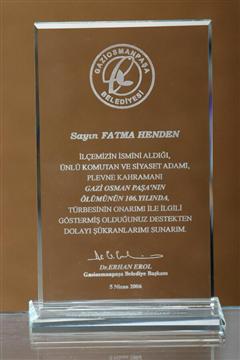 GAZİOSMANPAŞA
BELEDİYESİ
Sayın FATMA HENDEN
İLÇEMİZİN İSMİNİ ALDIĞI,
ÜNLÜ KOMUTAN VE SİYASET ADAMI,
PLEVNE KAHRAMANI
GAZİ OSMAN PAŞA'NIN
ÖLÜMÜNÜN 106.YILINDA,
TÜRBESİNİN ONARIMI İLE İLGİLİ
GÖSTERMİŞ OLDUĞUNUZ DESTEKTEN
DOLAYI ŞÜKRANLARIMI SUNARIM.
Dr.ERHAN EROL
Gaziosmanpaşa Belediye Başkanı
5 Nisan 2006